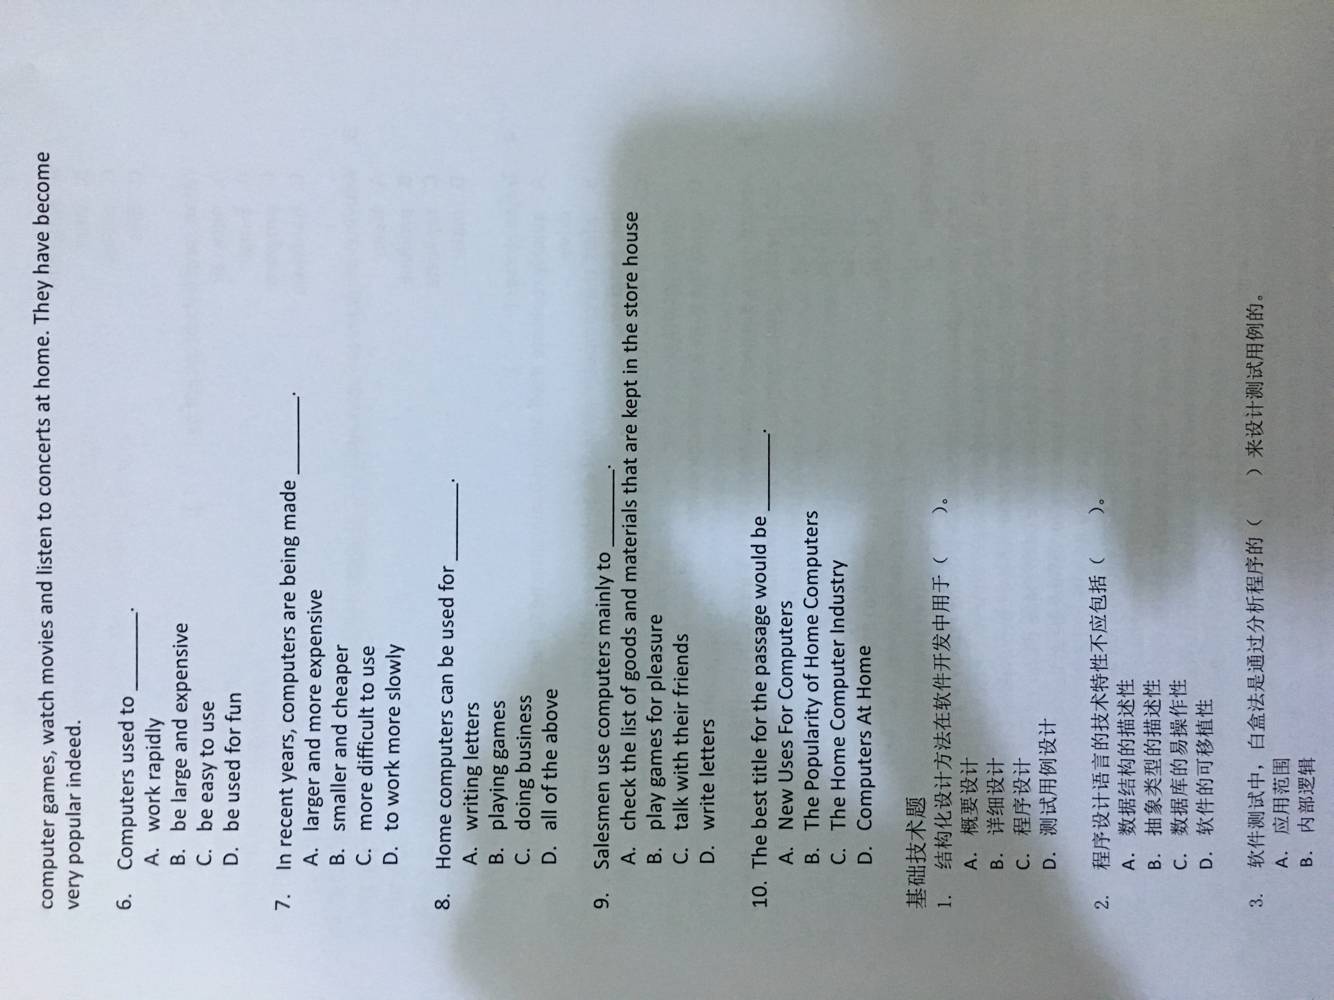 computer games, watch movies and listen to concerts at home. They have become
very popular indeed.
6. Computers used to ________.
A. work rapidly
B. be large and expensive
C. be easy to use
D. be used for fun
7. In recent years, computers are being made ________.
A. larger and more expensive
B. smaller and cheaper
C. more difficult to use
D. to work more slowly
8. Home computers can be used for ________.
A. writing letters
B. playing games
C. doing business
D. all of the above
9. Salesmen use computers mainly to ________.
A. check the list of goods and materials that are kept in the store house
B. play games for pleasure
C. talk with their friends
D. write letters
10. The best title for the passage would be ________.
A. New Uses For Computers
B. The Popularity of Home Computers
C. The Home Computer Industry
D. Computers At Home
基础技术题
1. 结构化设计方法在软件开发中用于（  ）。
A. 概要设计
B. 详细设计
C. 程序设计
D. 测试用例设计
2. 程序设计语言的技术特性不应包括（  ）。
A. 数据结构的描述性
B. 抽象类型的描述性
C. 数据库的易操作性
D. 软件的可移植性
3. 软件测试中，白盒法是通过分析程序的（  ）来设计测试用例的。
A. 应用范围
B. 内部逻辑